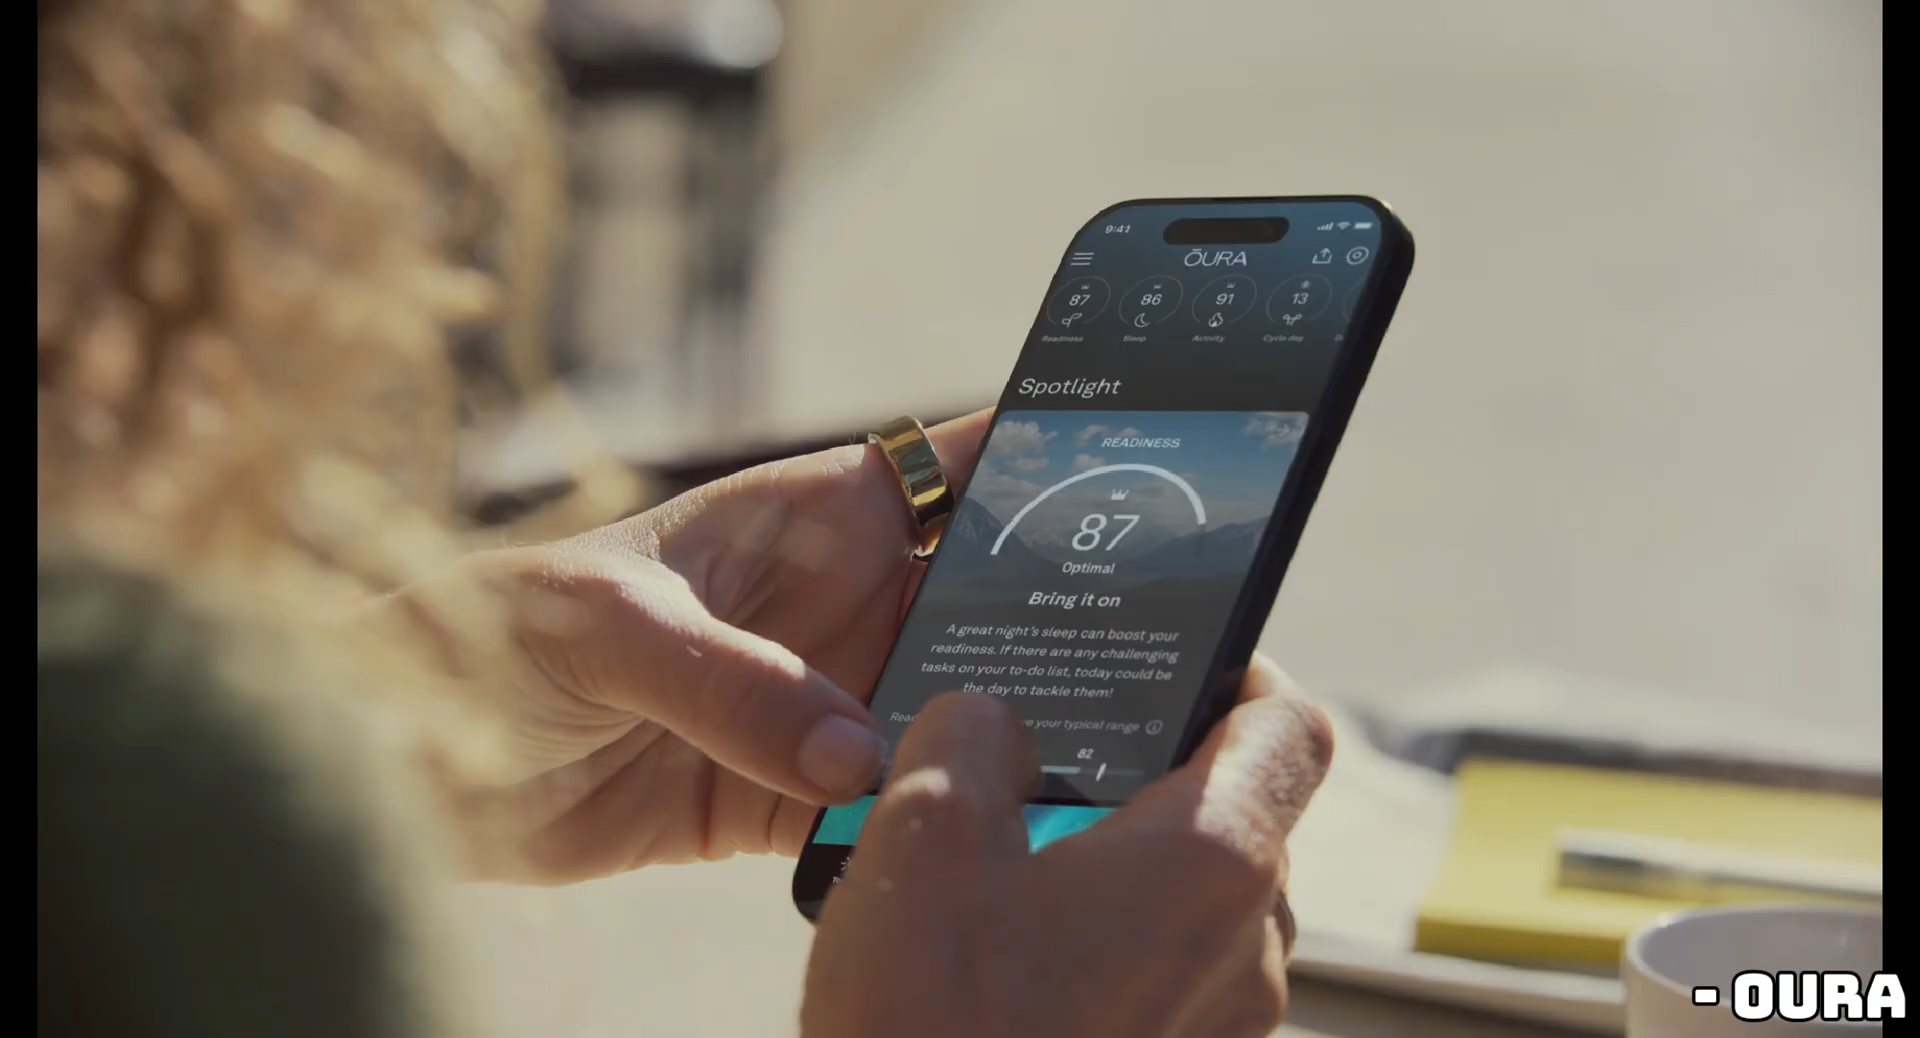 9:41
ŌURA
87
86
91
13
Readiness
Sleep
Activity
Cycle day
Spotlight
READINESS
87
Optimal
Bring it on
A great night's sleep can boost your
readiness. If there are any challenging
tasks on your to-do list, today could be
the day to tackle them!
your typical range
82
- OURA